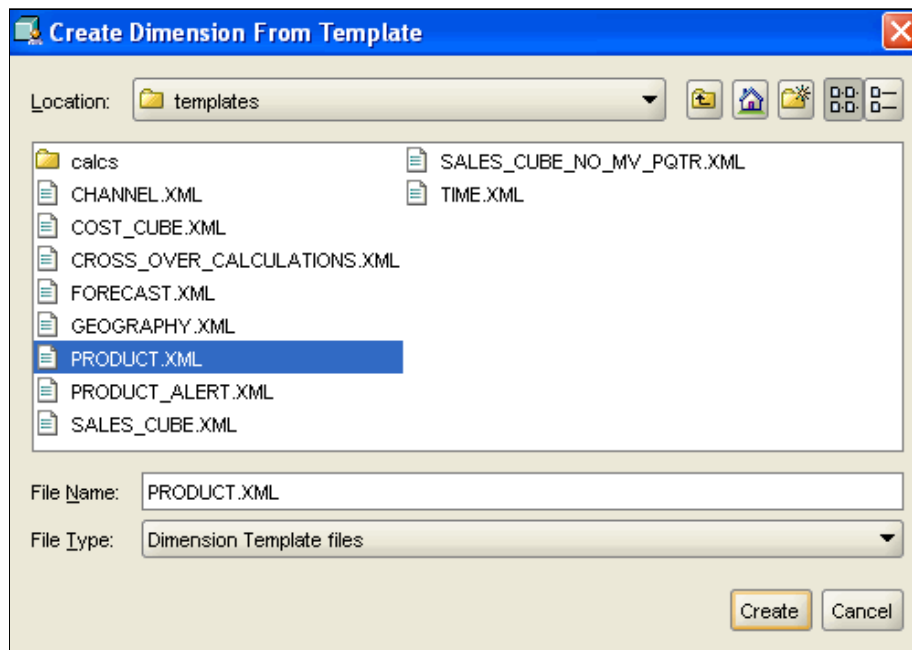 Create Dimension From Template
Location: templates
calcs
CHANNEL.XML
COST_CUBE.XML
CROSS_OVER_CALCULATIONS.XML
FORECAST.XML
GEOGRAPHY.XML
PRODUCT.XML
PRODUCT_ALERT.XML
SALES_CUBE.XML
SALES_CUBE_NO_MV_PQTR.XML
TIME.XML
File Name: PRODUCT.XML
File Type: Dimension Template files
Create Cancel